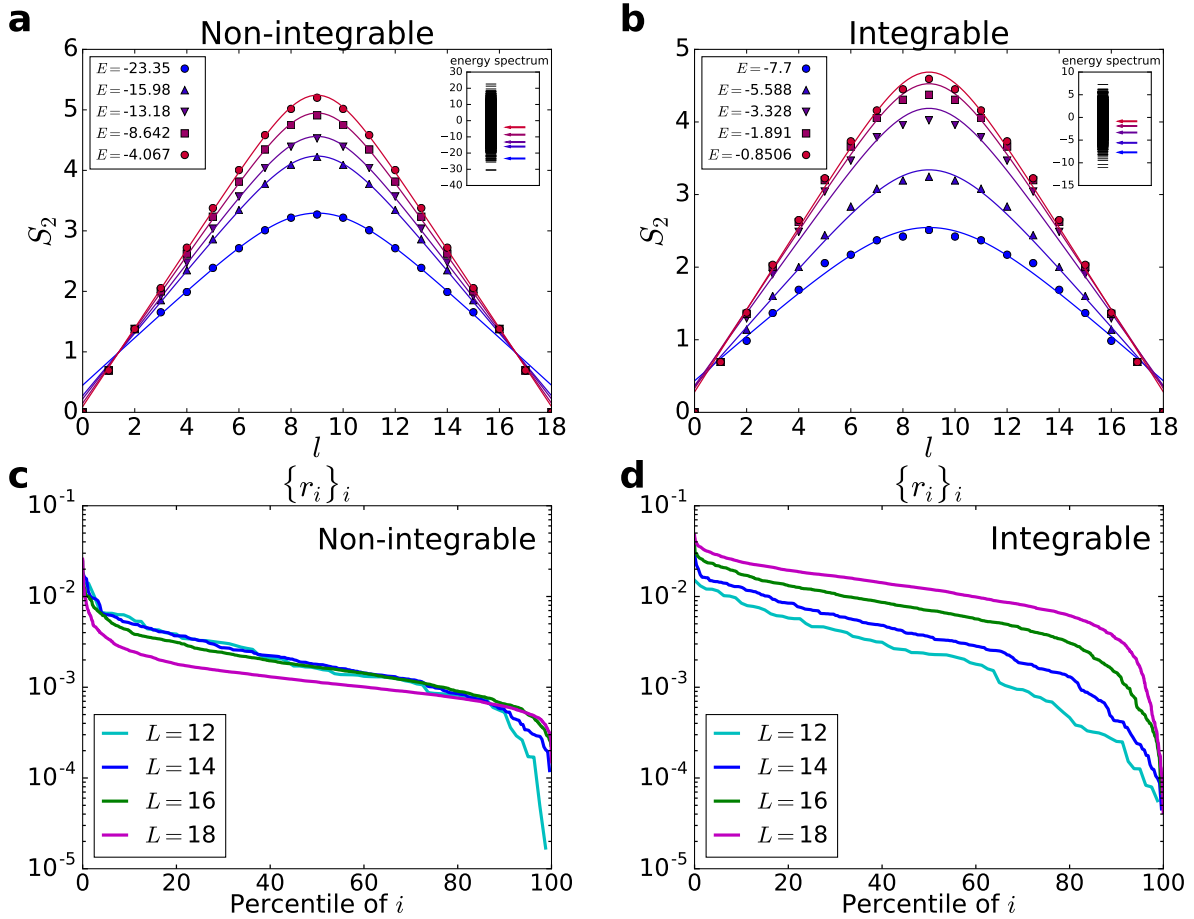 a
Non-integrable
E = -23.35
E = -15.98
E = -13.18
E = -8.642
E = -4.067
energy spectrum
30
20
10
0
−10
−20
−30
−40
S₂
6
5
4
3
2
1
0
0 2 4 6 8 10 12 14 16 18
l
b
Integrable
E = -7.7
E = -5.588
E = -3.328
E = -1.891
E = -0.8506
energy spectrum
10
5
0
−5
−10
−15
S₂
5
4
3
2
1
0
0 2 4 6 8 10 12 14 16 18
l
c
{rᵢ}ᵢ
Non-integrable
10⁻¹
10⁻²
10⁻³
10⁻⁴
10⁻⁵
L = 12
L = 14
L = 16
L = 18
0 20 40 60 80 100
Percentile of i
d
{rᵢ}ᵢ
Integrable
10⁻¹
10⁻²
10⁻³
10⁻⁴
10⁻⁵
L = 12
L = 14
L = 16
L = 18
0 20 40 60 80 100
Percentile of i